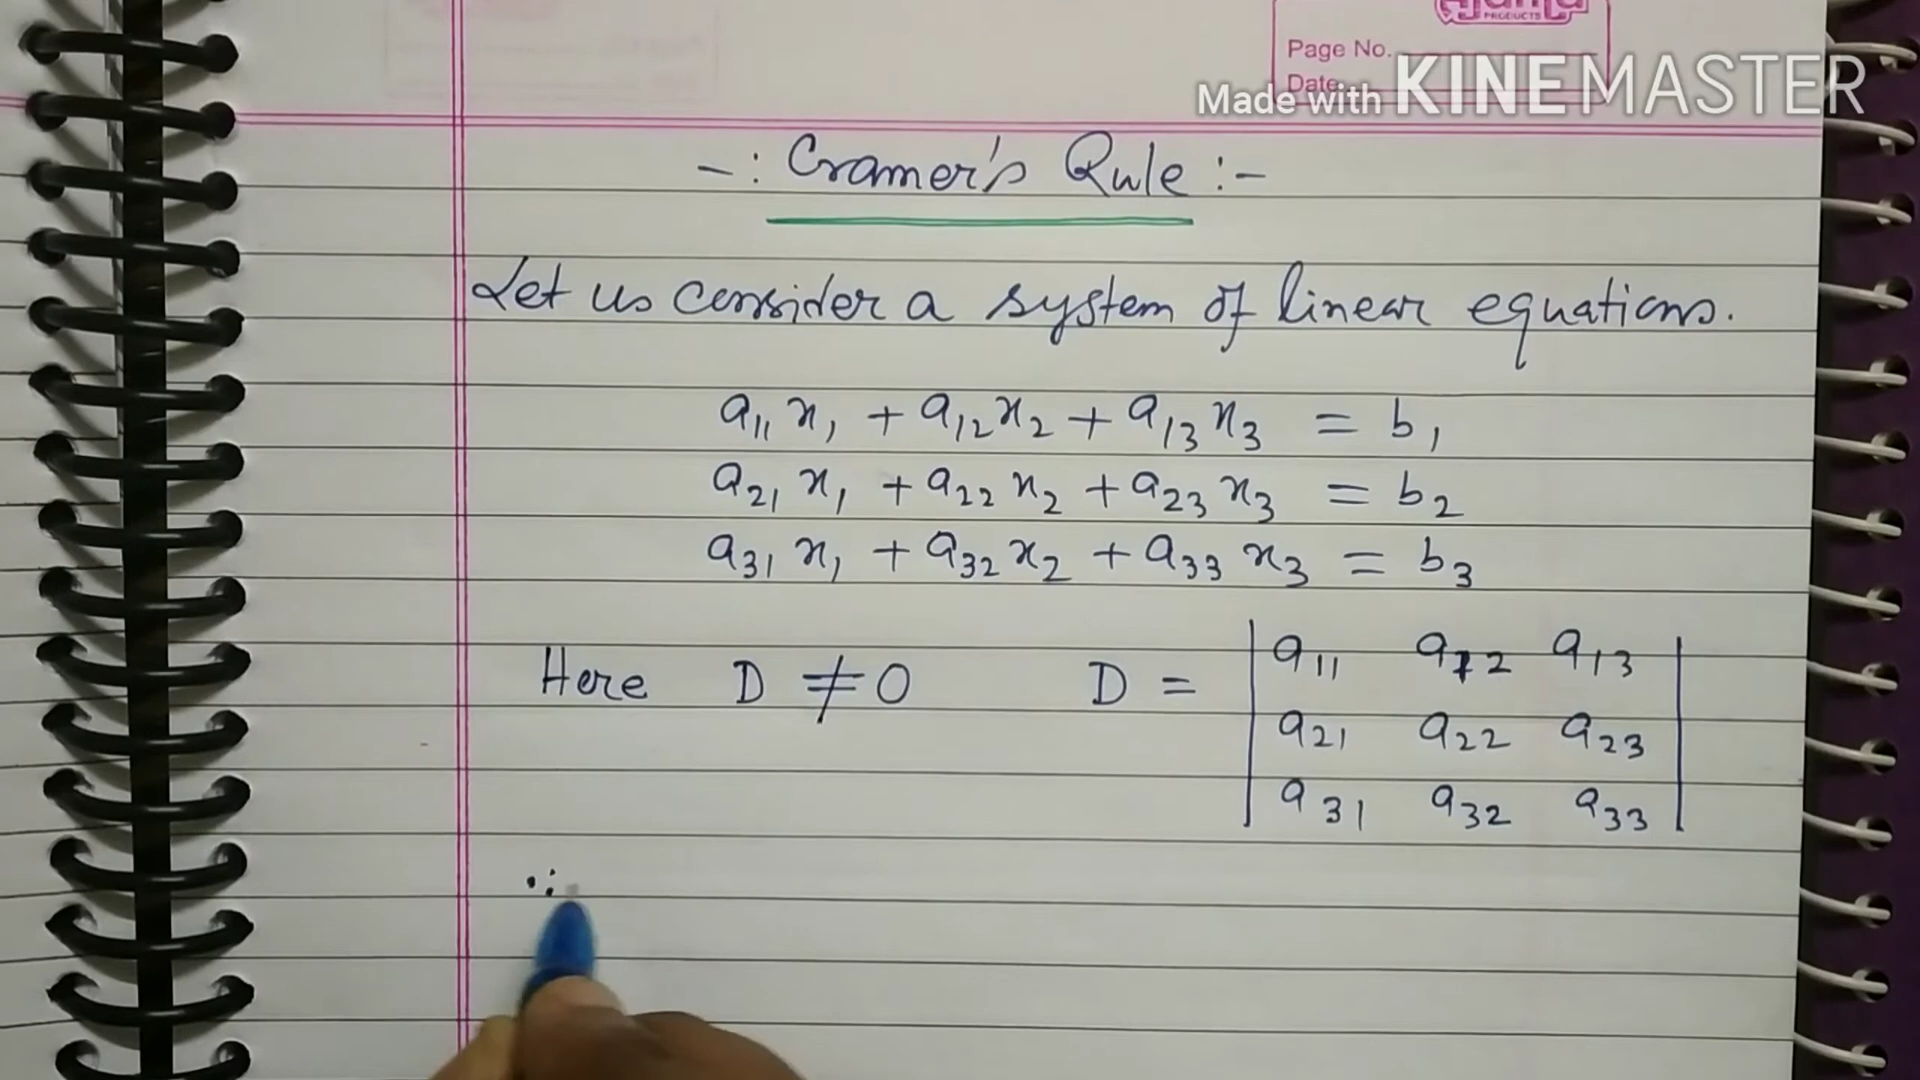 PRODUCTS
Page No.
Date
Made with KINEMASTER
-: Cramer's Rule :-
Let us consider a system of linear equations.
a₁₁ x₁ + a₁₂ x₂ + a₁₃ x₃ = b₁
a₂₁ x₁ + a₂₂ x₂ + a₂₃ x₃ = b₂
a₃₁ x₁ + a₃₂ x₂ + a₃₃ x₃ = b₃
Here D ≠ 0 D = | a₁₁ a₁₂ a₁₃ |
| a₂₁ a₂₂ a₂₃ |
| a₃₁ a₃₂ a₃₃ |